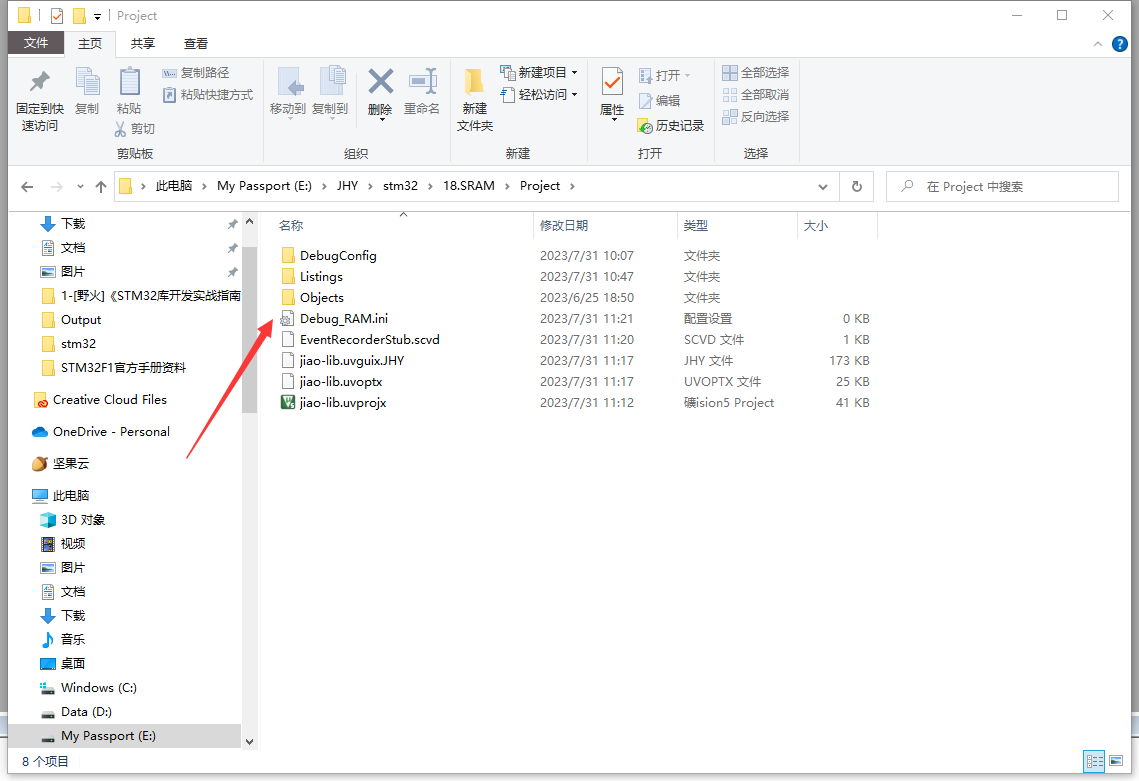 Project
文件 主页 共享 查看
固定到快速访问
复制
粘贴
复制路径
粘贴快捷方式
剪切
剪贴板
移动到
复制到
删除
重命名
组织
新建文件夹
新建项目
轻松访问
新建
属性
打开
编辑
历史记录
打开
全部选择
全部取消
反向选择
选择
此电脑 > My Passport (E:) > JHY > stm32 > 18.SRAM > Project >
在 Project 中搜索
下载
文档
图片
1-[野火]《STM32库开发实战指南
Output
stm32
STM32F1官方手册资料
Creative Cloud Files
OneDrive - Personal
坚果云
此电脑
3D 对象
视频
图片
文档
下载
音乐
桌面
Windows (C:)
Data (D:)
My Passport (E:)
名称 修改日期 类型 大小
DebugConfig 2023/7/31 10:07 文件夹
Listings 2023/7/31 10:47 文件夹
Objects 2023/6/25 18:50 文件夹
Debug_RAM.ini 2023/7/31 11:21 配置设置 0 KB
EventRecorderStub.scvd 2023/7/31 11:20 SCVD 文件 1 KB
jiao-lib.uvguix.JHY 2023/7/31 11:17 JHY 文件 173 KB
jiao-lib.uvoptx 2023/7/31 11:17 UVOPTX 文件 25 KB
jiao-lib.uvprojx 2023/7/31 11:12 礦ision5 Project 41 KB
8 个项目